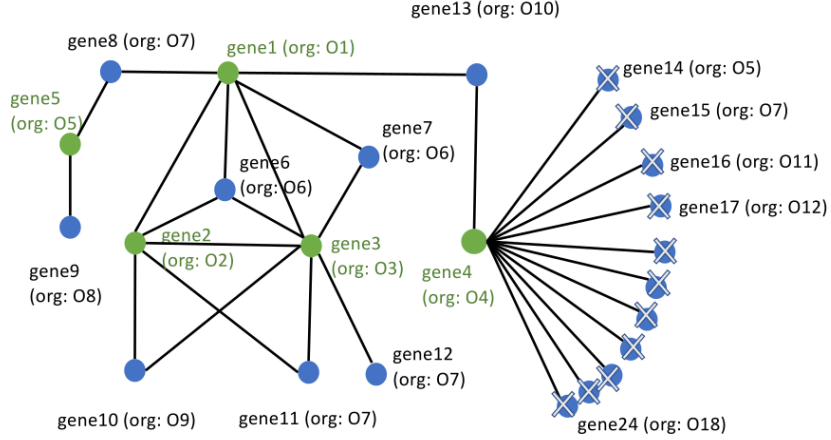 gene13 (org: O10)
gene8 (org: O7)
gene1 (org: O1)
gene14 (org: O5)
gene5
(org: O5)
gene15 (org: O7)
gene7
(org: O6)
gene6
(org: O6)
gene16 (org: O11)
gene17 (org: O12)
gene2
(org: O2)
gene3
(org: O3)
gene4
(org: O4)
gene9
(org: O8)
gene12
(org: O7)
gene10 (org: O9)
gene11 (org: O7)
gene24 (org: O18)